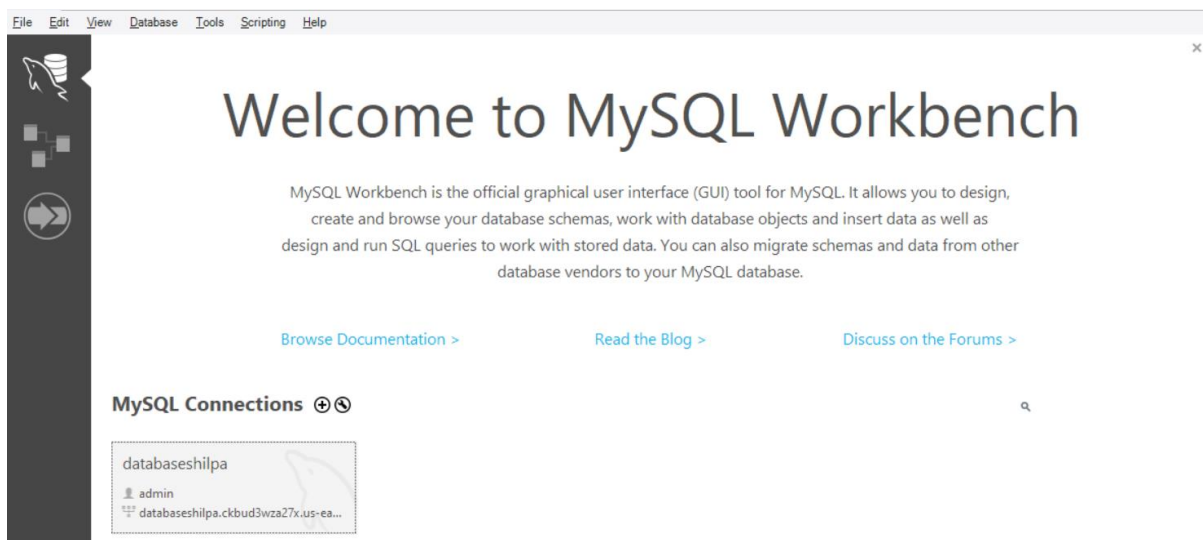 File Edit View Database Tools Scripting Help
Welcome to MySQL Workbench
MySQL Workbench is the official graphical user interface (GUI) tool for MySQL. It allows you to design,
create and browse your database schemas, work with database objects and insert data as well as
design and run SQL queries to work with stored data. You can also migrate schemas and data from other
database vendors to your MySQL database.
Browse Documentation > Read the Blog > Discuss on the Forums >
MySQL Connections
databaseshilpa
admin
databaseshilpa.ckbud3wza27x.us-ea...